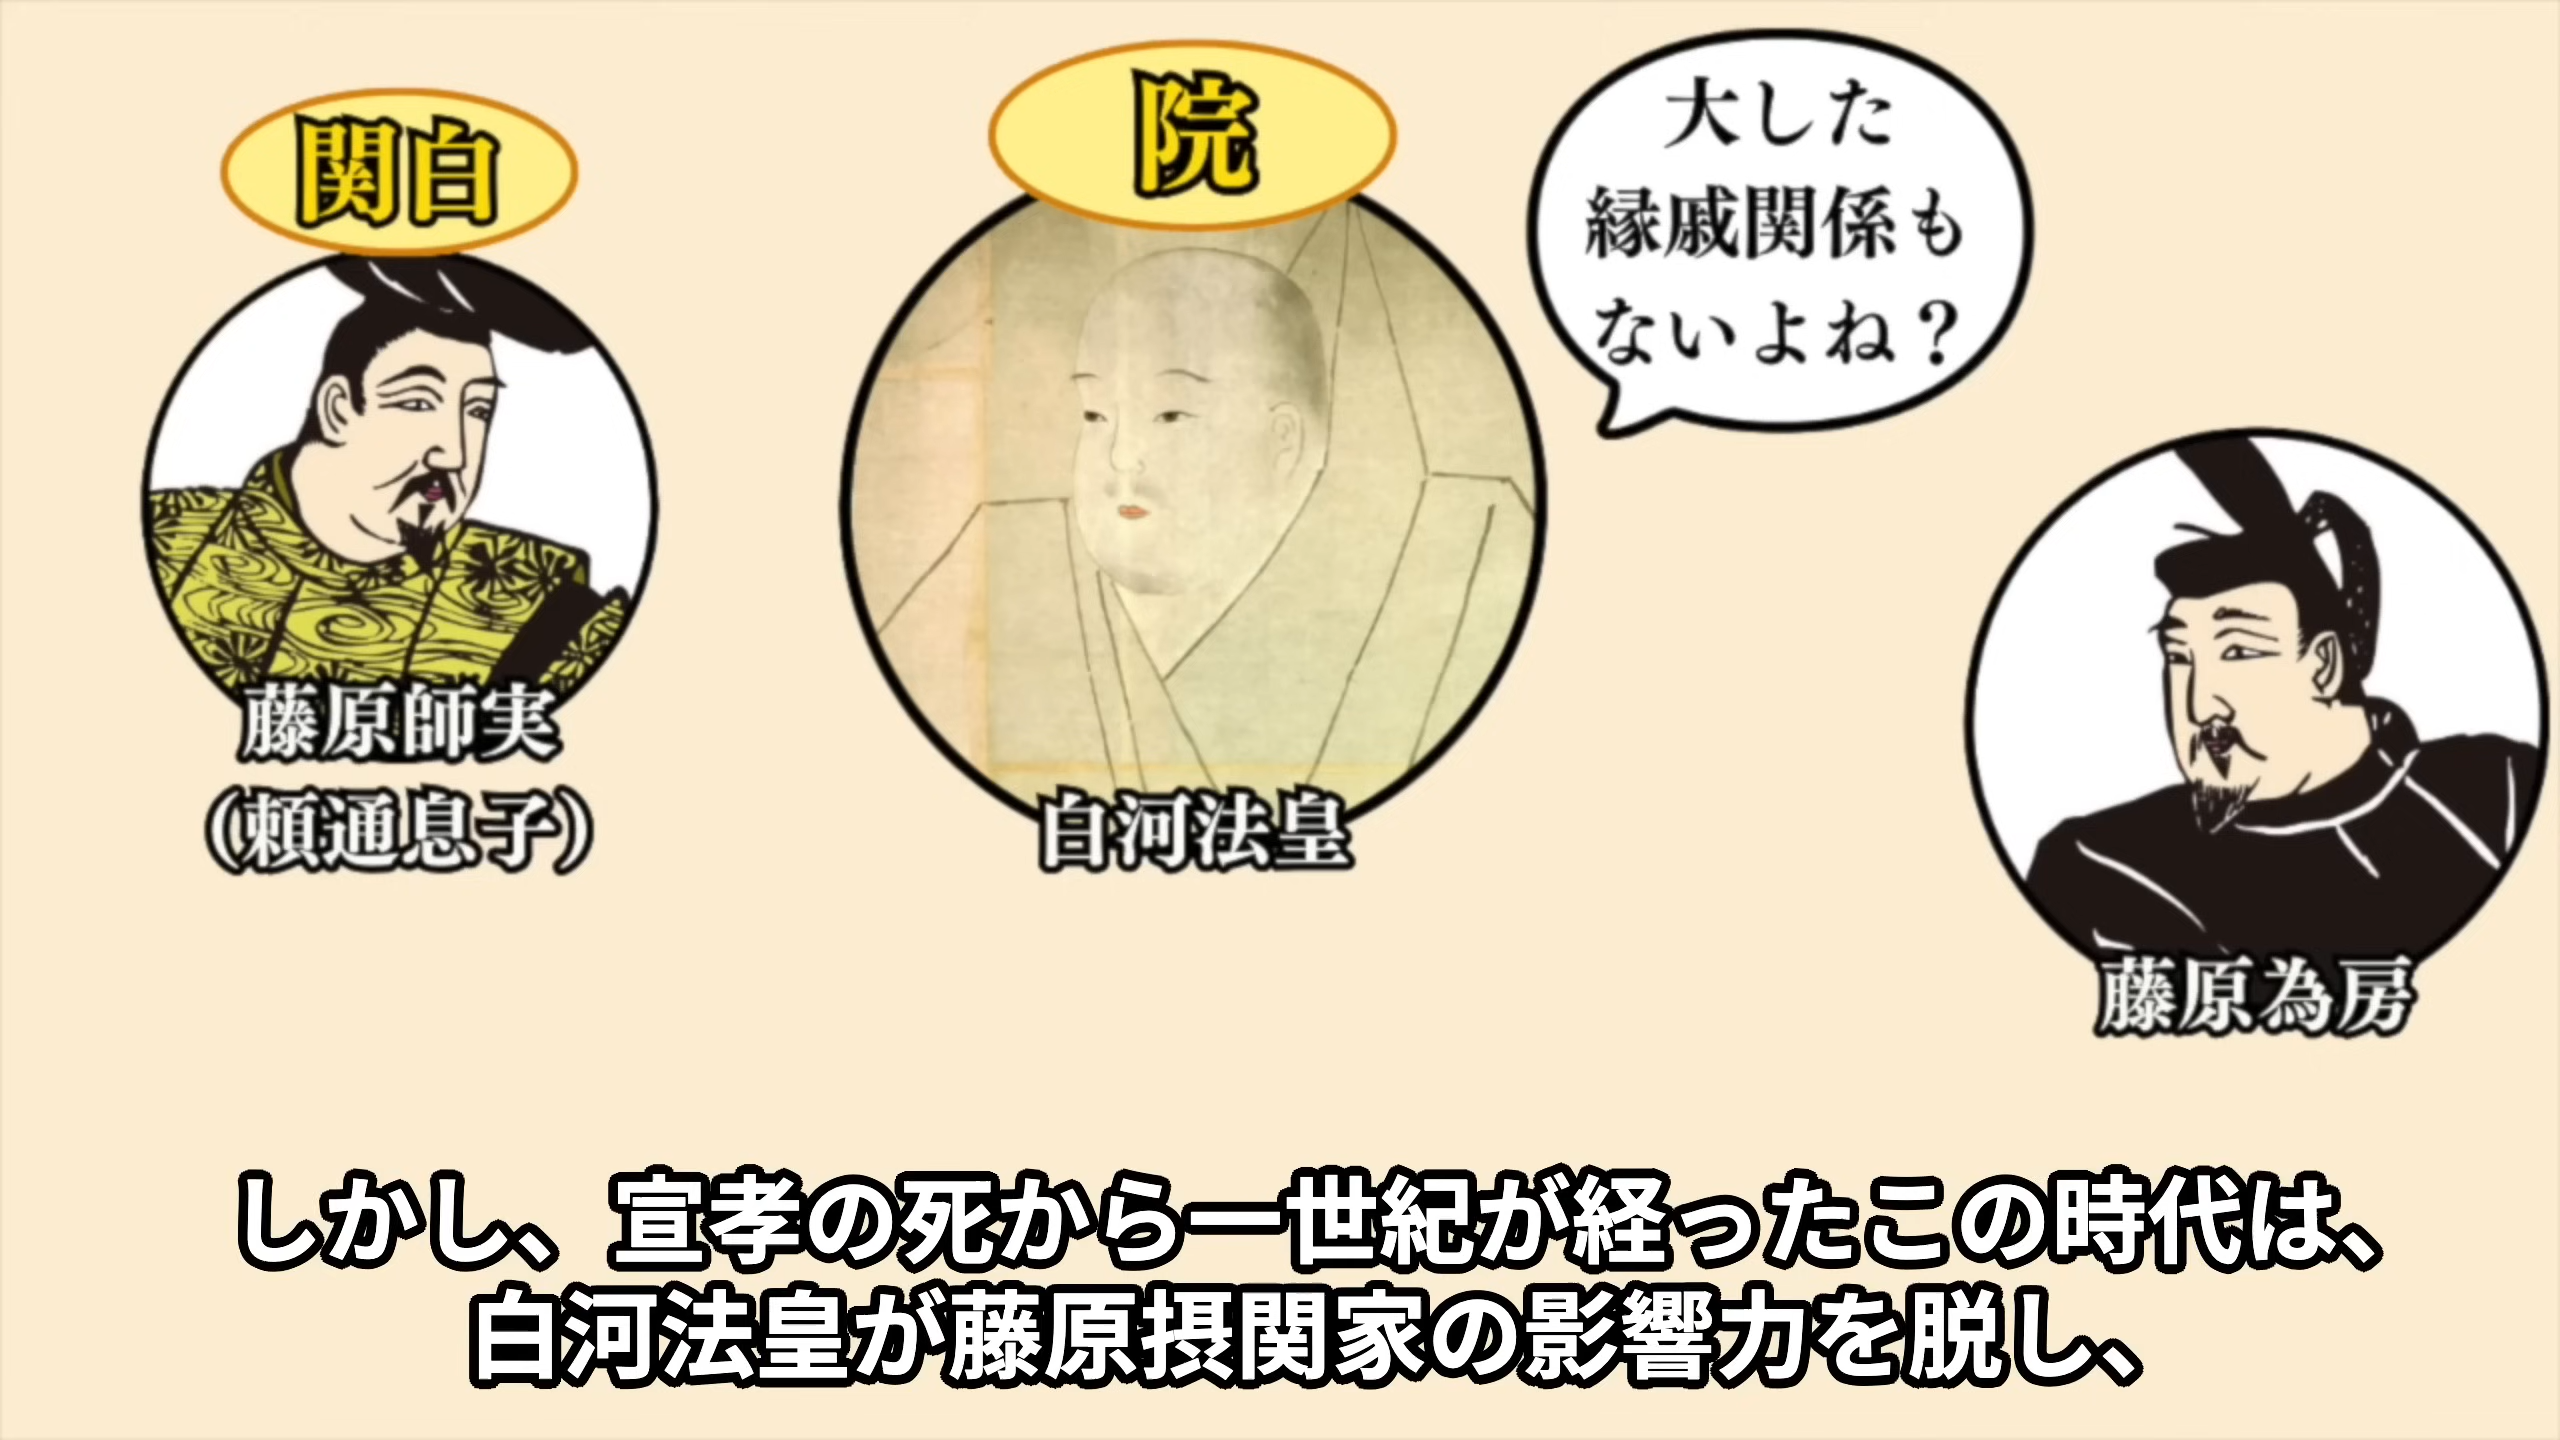 関白
藤原師実
（頼通息子）
院
白河法皇
大した
縁戚関係も
ないよね？
藤原為房
しかし、宣孝の死から一世紀が経ったこの時代は、
白河法皇が藤原摂関家の影響力を脱し、